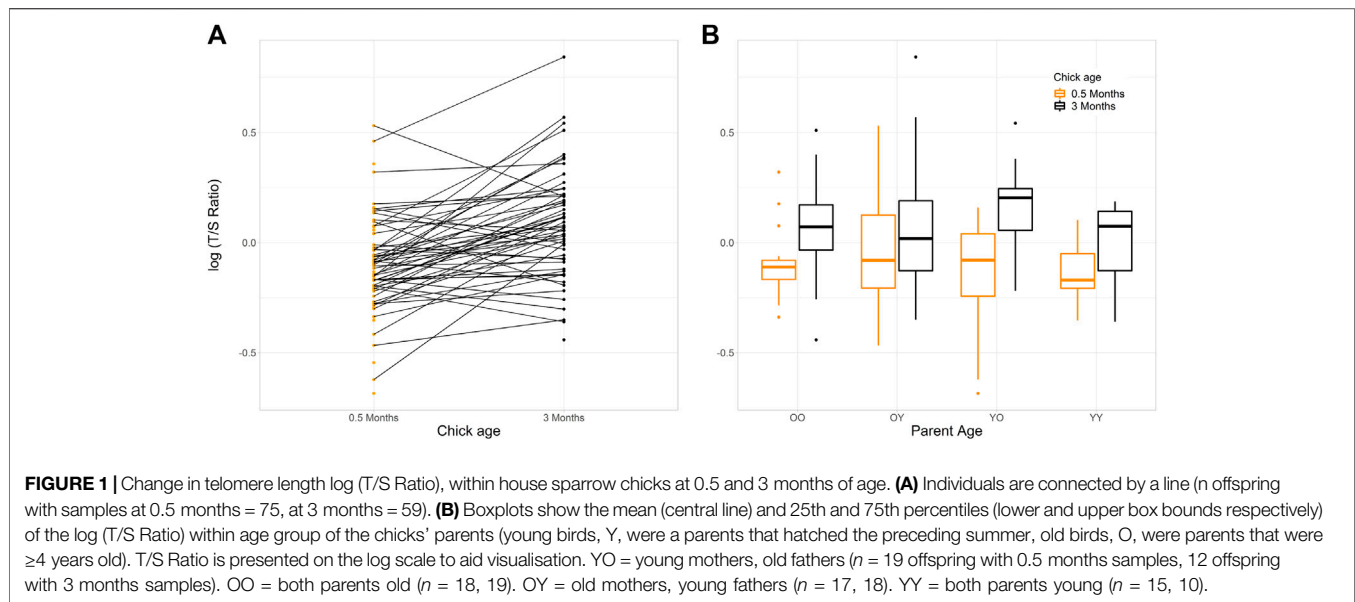 A
B
log (T/S Ratio)
0.5
0.0
-0.5
0.5 Months
3 Months
Chick age
0.5
0.0
-0.5
Chick age
0.5 Months
3 Months
OO
OY
YO
YY
Parent Age
FIGURE 1 | Change in telomere length log (T/S Ratio), within house sparrow chicks at 0.5 and 3 months of age. (A) Individuals are connected by a line (n offspring
with samples at 0.5 months = 75, at 3 months = 59). (B) Boxplots show the mean (central line) and 25th and 75th percentiles (lower and upper box bounds respectively)
of the log (T/S Ratio) within age group of the chicks' parents (young birds, Y, were a parents that hatched the preceding summer, old birds, O, were parents that were
≥4 years old). T/S Ratio is presented on the log scale to aid visualisation. YO = young mothers, old fathers (n = 19 offspring with 0.5 months samples, 12 offspring
with 3 months samples). OO = both parents old (n = 18, 19). OY = old mothers, young fathers (n = 17, 18). YY = both parents young (n = 15, 10).